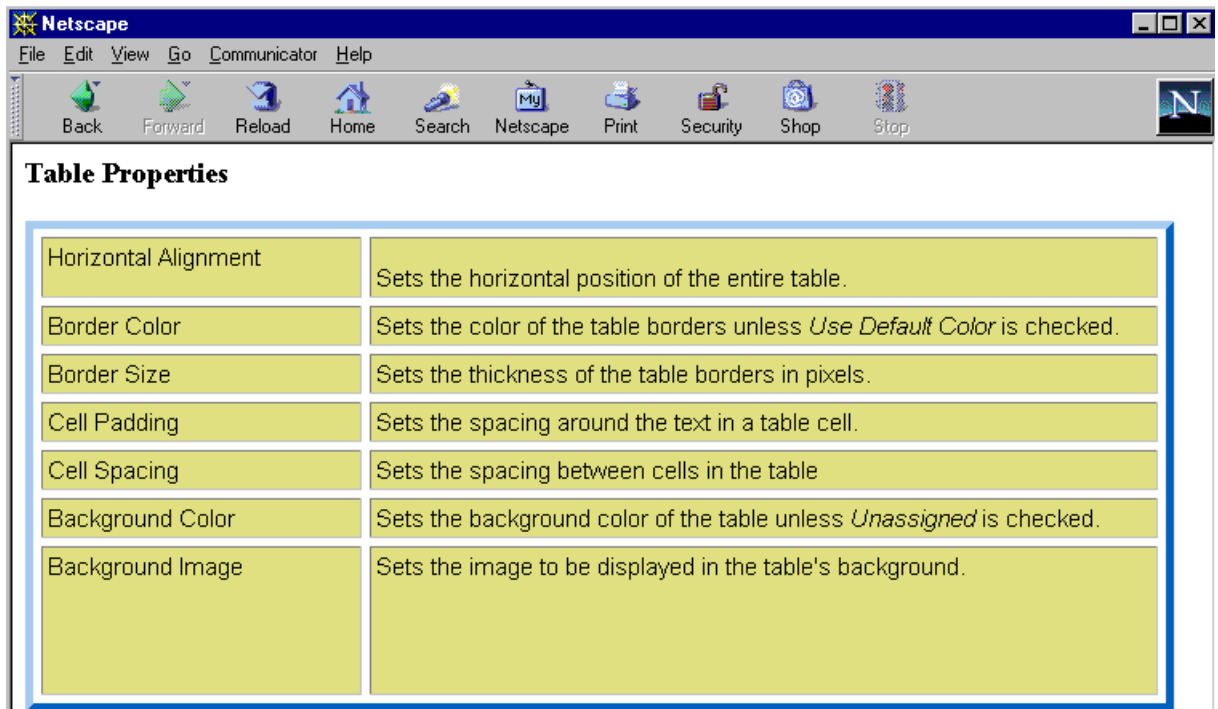 Netscape
File Edit View Go Communicator Help
My N
Back Forward Reload Home Search Netscape Print Security Shop Stop
Table Properties
Horizontal Alignment
Sets the horizontal position of the entire table.
Border Color Sets the color of the table borders unless Use Default Color is checked.
Border Size Sets the thickness of the table borders in pixels.
Cell Padding Sets the spacing around the text in a table cell.
Cell Spacing Sets the spacing between cells in the table
Background Color Sets the background color of the table unless Unassigned is checked.
Background Image Sets the image to be displayed in the table's background.